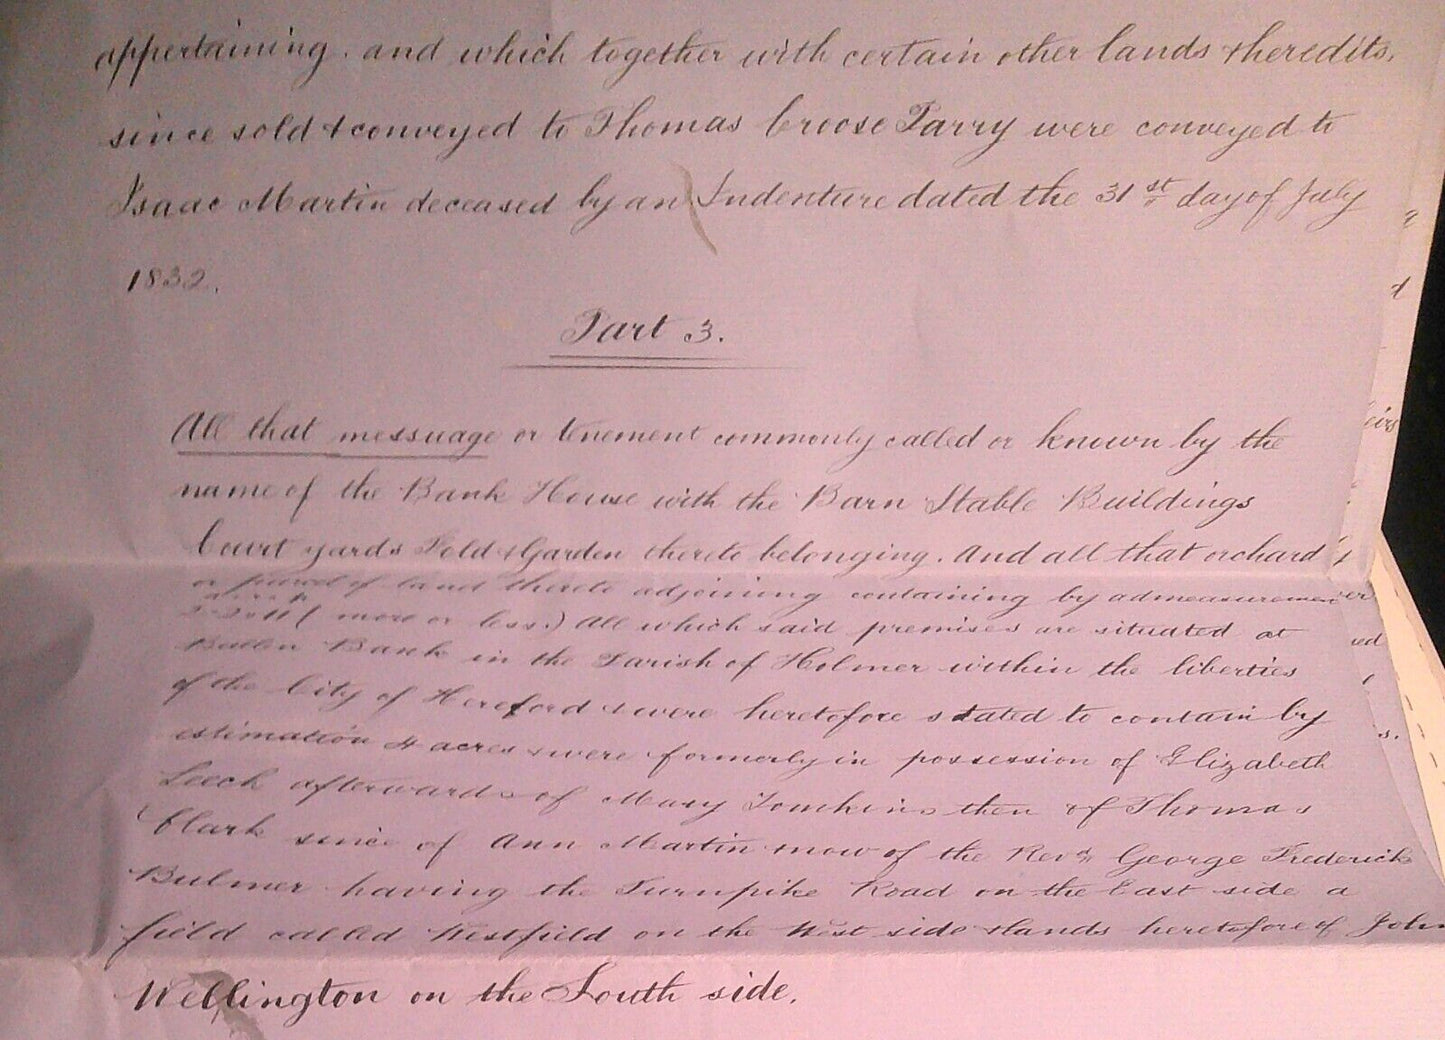 appertaining. and which together with certain other lands & heredits.
since sold & conveyed to Thomas Croose Parry were conveyed to
Isaac Martin deceased by an Indenture dated the 31st day of July
1832.
Part 3.
All that messuage or tenement commonly called or known by the
name of the Bank House with the Barn Stable Buildings
Court yards Fold & Garden thereto belonging. And all that orchard
or parcel of land thereto adjoining containing by admeasurement
(more or less.) All which said premises are situated at
Bank in the Parish of Holmer within the liberties
of the City of Hereford & were heretofore stated to contain by
estimation 4 acres & were formerly in possession of Elizabeth
Leech afterwards of Mary Tomkins then of Thomas
Clark since of Ann Martin & now of the Revd. George Frederick
Bulmer having the Turnpike Road on the East side a
field called Westfield on the West side & lands heretofore of John
Wellington on the South side.